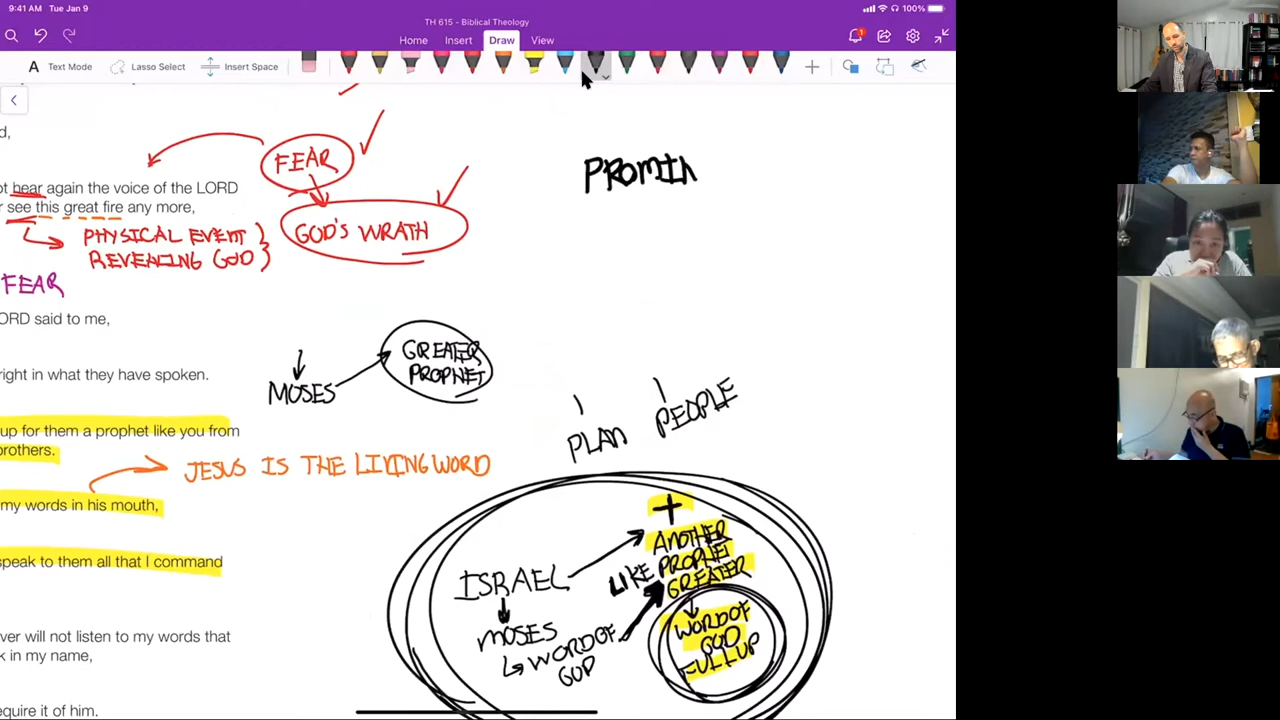 9:41 AM Tue Jan 9
100%
TH 615 - Biblical Theology
Home Insert Draw View
1
A Text Mode Lasso Select Insert Space
d,
FEAR
PROMIN
ot hear again the voice of the LORD
r see this great fire any more,
GOD'S WRATH
PHYSICAL EVENT
REVEALING GOD
FEAR
ORD said to me,
GREATER
PROPHET
MOSES
right in what they have spoken.
PLAN PEOPLE
up for them a prophet like you from
brothers.
JESUS IS THE LIVING WORD
my words in his mouth,
+
ANOTHER
PROPHET
LIKE
GREATER
speak to them all that I command
ISRAEL
MOSES
WORD OF
GOD
WORD OF
GOD
ver will not listen to my words that
k in my name,
equire it of him.